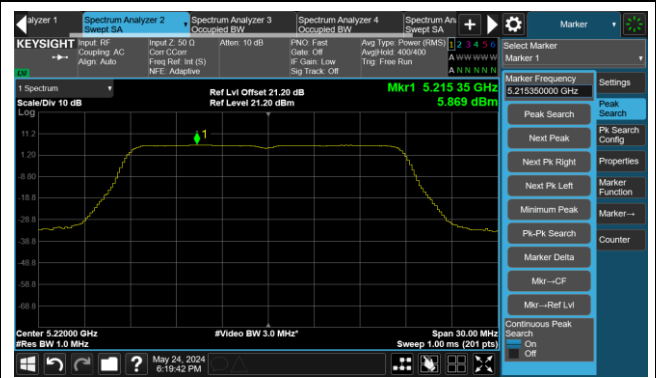 alyzer 1
Spectrum Analyzer 2
Swept SA
Spectrum Analyzer 3
Occupied BW
Spectrum Analyzer 4
Occupied BW
Spectrum An
Swept SA
Marker
KEYSIGHT
Input: RF
Coupling: AC
Align: Auto
Input Z: 50 Ω
Corr CCorr
Freq Ref: Int (S)
NFE: Adaptive
Atten: 10 dB
PNO: Fast
Gate: Off
IF Gain: Low
Sig Track: Off
Avg Type: Power (RMS)
Avg|Hold: 400/400
Trig: Free Run
1 2 3 4 5 6
A W W W W W
A N N N N N
LXI
Select Marker
Marker 1
1 Spectrum
Scale/Div 10 dB
Log
Ref Lvl Offset 21.20 dB
Ref Level 21.20 dBm
Mkr1 5.215 35 GHz
5.869 dBm
1
11.2
1.20
-8.80
-18.8
-28.8
-38.8
-48.8
-58.8
-68.8
Center 5.22000 GHz
#Res BW 1.0 MHz
#Video BW 3.0 MHz*
Span 30.00 MHz
Sweep 1.00 ms (201 pts)
Marker Frequency
5.215350000 GHz
Peak Search
Next Peak
Next Pk Right
Next Pk Left
Minimum Peak
Pk-Pk Search
Marker Delta
Mkr→CF
Mkr→Ref Lvl
Continuous Peak
Search
On
Off
Settings
Peak
Search
Pk Search
Config
Properties
Marker
Function
Marker→
Counter
?
May 24, 2024
6:19:42 PM